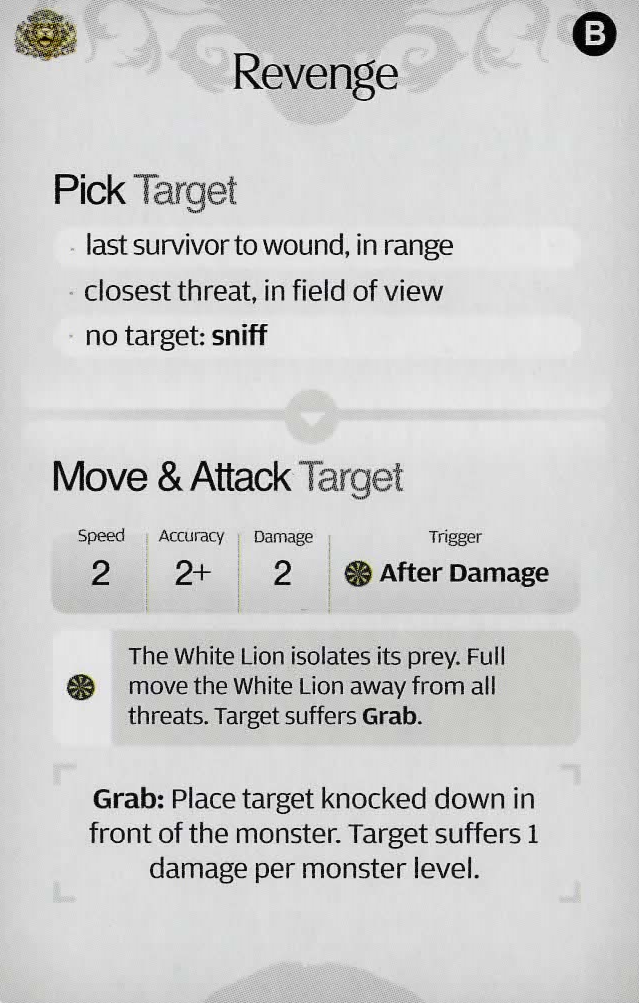 B
Revenge
Pick Target
· last survivor to wound, in range
· closest threat, in field of view
· no target: sniff
Move & Attack Target
Speed Accuracy Damage Trigger
2 2+ 2 After Damage
The White Lion isolates its prey. Full
move the White Lion away from all
threats. Target suffers Grab.
Grab: Place target knocked down in
front of the monster. Target suffers 1
damage per monster level.